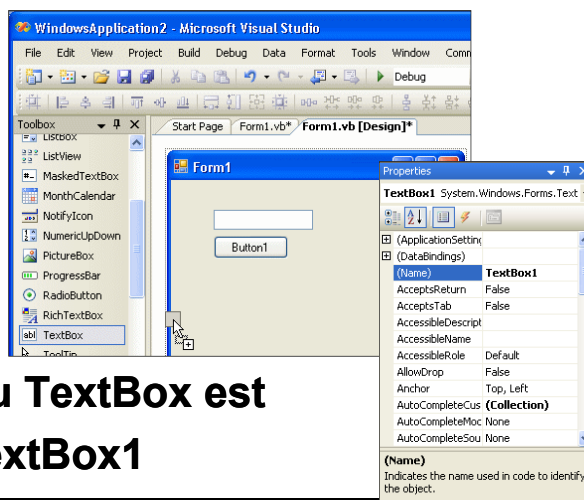 WindowsApplication2 - Microsoft Visual Studio
File Edit View Project Build Debug Data Format Tools Window Comm
Debug
Toolbox
Start Page Form1.vb* Form1.vb [Design]*
ListBox
ListView
MaskedTextBox
MonthCalendar
NotifyIcon
NumericUpDown
PictureBox
ProgressBar
RadioButton
RichTextBox
TextBox
ToolTip
Form1
Button1
Properties
TextBox1 System.Windows.Forms.Text
(ApplicationSetting
(DataBindings)
(Name) TextBox1
AcceptsReturn False
AcceptsTab False
AccessibleDescript
AccessibleName
AccessibleRole Default
AllowDrop False
Anchor Top, Left
AutoCompleteCus (Collection)
AutoCompleteMod None
AutoCompleteSou None
(Name)
Indicates the name used in code to identify
the object.
u TextBox est
extBox1